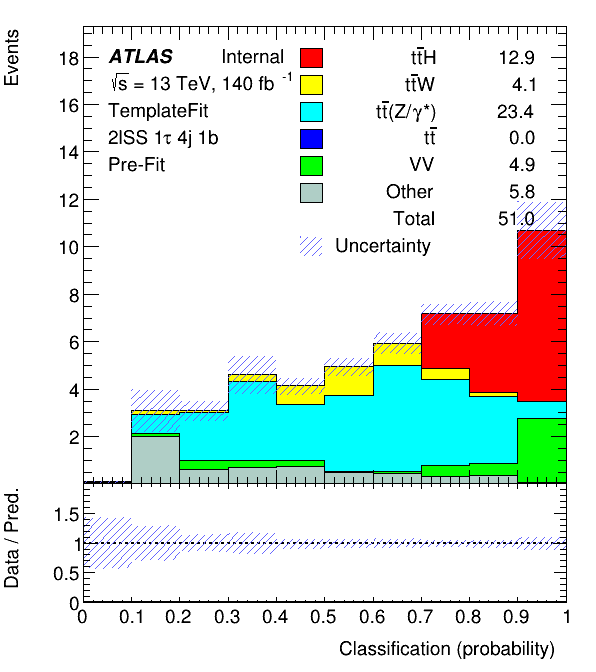 Events
18
16
14
12
10
8
6
4
2
ATLAS Internal
√s = 13 TeV, 140 fb⁻¹
TemplateFit
2lSS 1τ 4j 1b
Pre-Fit
tt̄H 12.9
tt̄W 4.1
tt̄(Z/γ*) 23.4
tt̄ 0.0
VV 4.9
Other 5.8
Total 51.0
Uncertainty
Data / Pred.
1.5
1
0.5
0
0 0.1 0.2 0.3 0.4 0.5 0.6 0.7 0.8 0.9 1
Classification (probability)